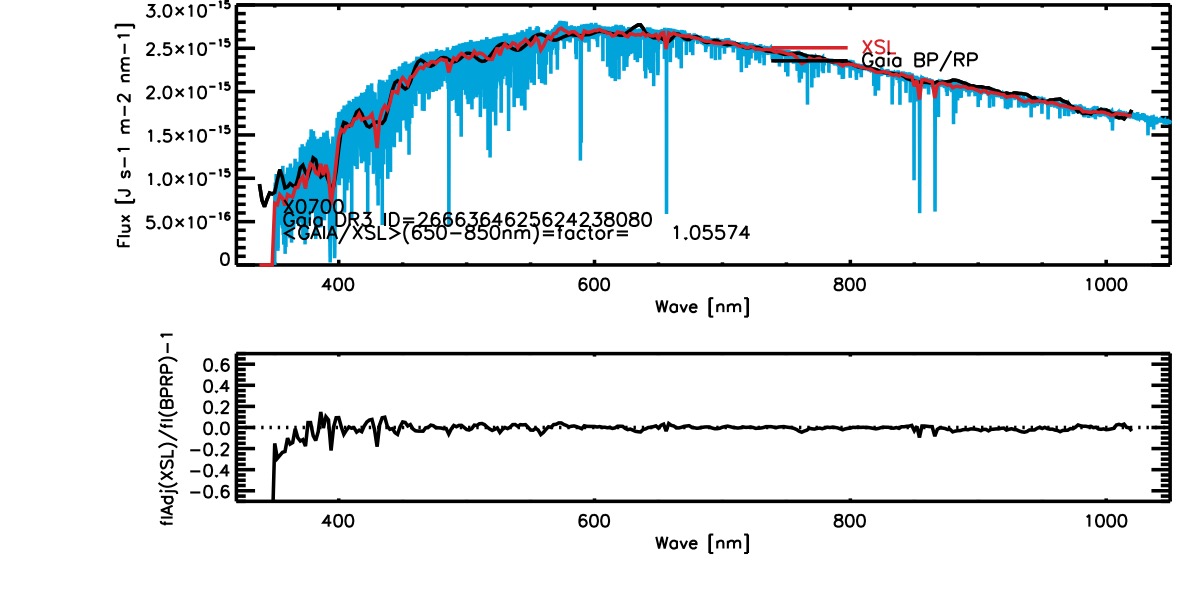 3.0×10−15
2.5×10−15
2.0×10−15
1.5×10−15
1.0×10−15
5.0×10−16
0
Flux [J s−1 m−2 nm−1]
XSL
Gaia BP/RP
X0700
Gaia DR3 ID=2666364625624238080
<GAIA/XSL>(650−850nm)=factor= 1.05574
400 600 800 1000
Wave [nm]
0.6
0.4
0.2
0.0
−0.2
−0.4
−0.6
flAdj(XSL)/fl(BPRP)−1
400 600 800 1000
Wave [nm]